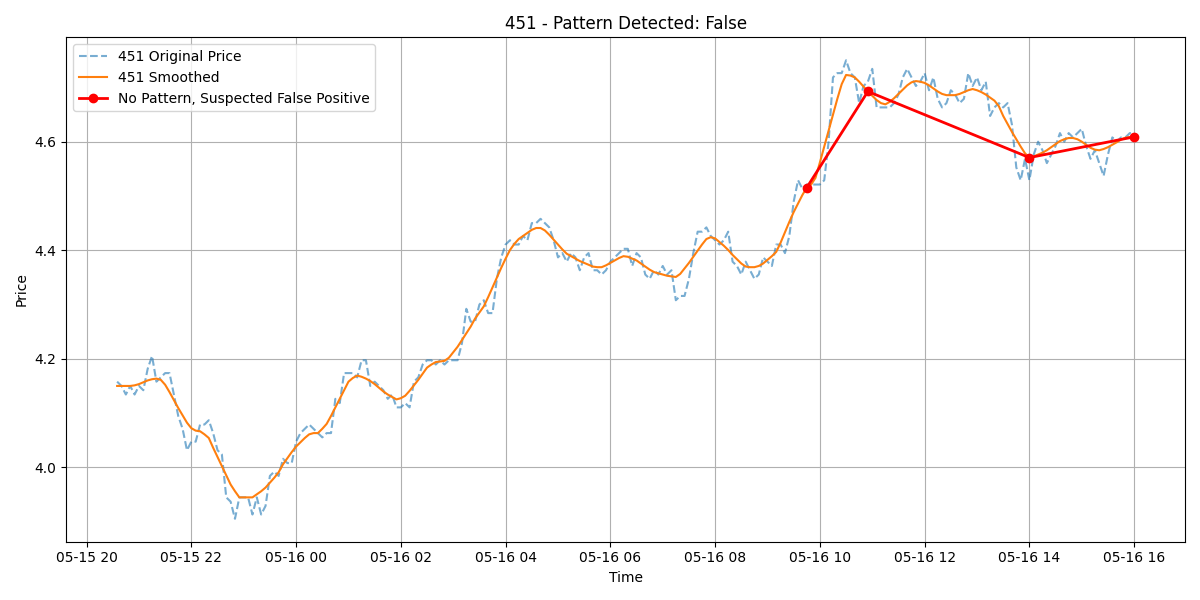 451 - Pattern Detected: False
451 Original Price
451 Smoothed
No Pattern, Suspected False Positive
Price
4.6
4.4
4.2
4.0
05-15 20
05-15 22
05-16 00
05-16 02
05-16 04
05-16 06
05-16 08
05-16 10
05-16 12
05-16 14
05-16 16
Time